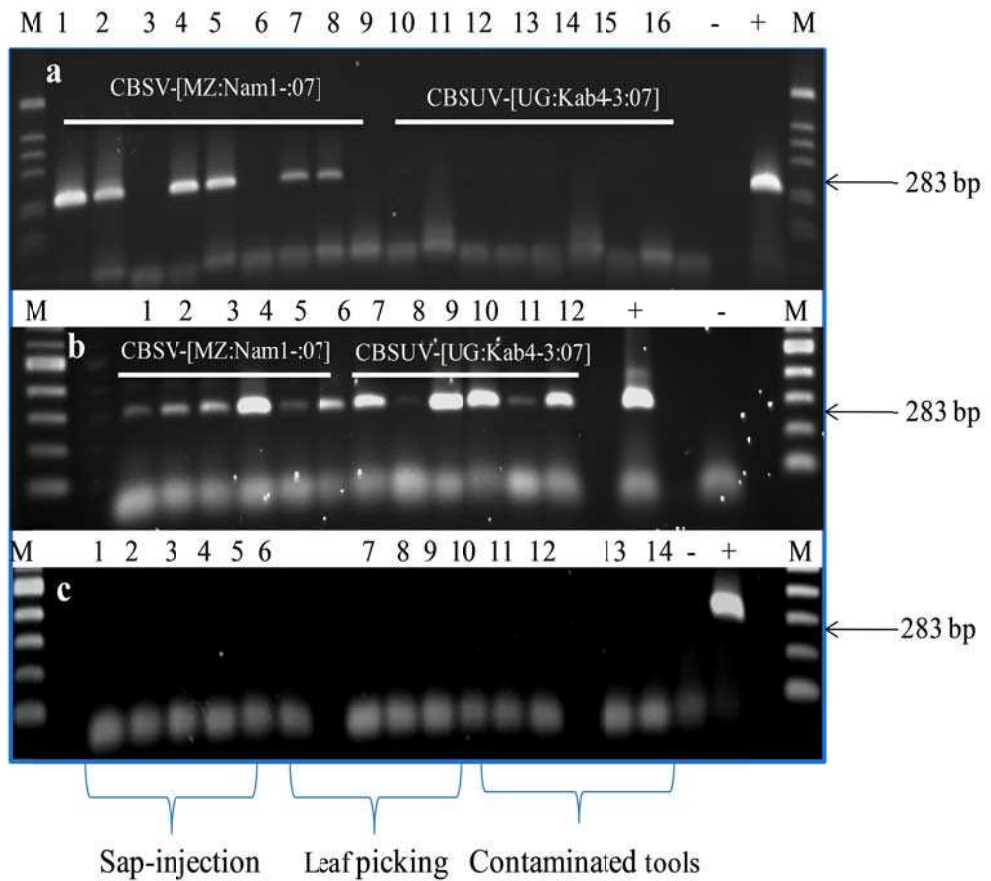 M 1 2 3 4 5 6 7 8 9 10 11 12 13 14 15 16 - + M
a
CBSV-[MZ:Nam1-:07]
CBSUV-[UG:Kab4-3:07]
283 bp
M 1 2 3 4 5 6 7 8 9 10 11 12 + - M
b
CBSV-[MZ:Nam1-:07]
CBSUV-[UG:Kab4-3:07]
283 bp
M 1 2 3 4 5 6 7 8 9 10 11 12 13 14 - + M
c
283 bp
Sap-injection Leaf picking Contaminated tools